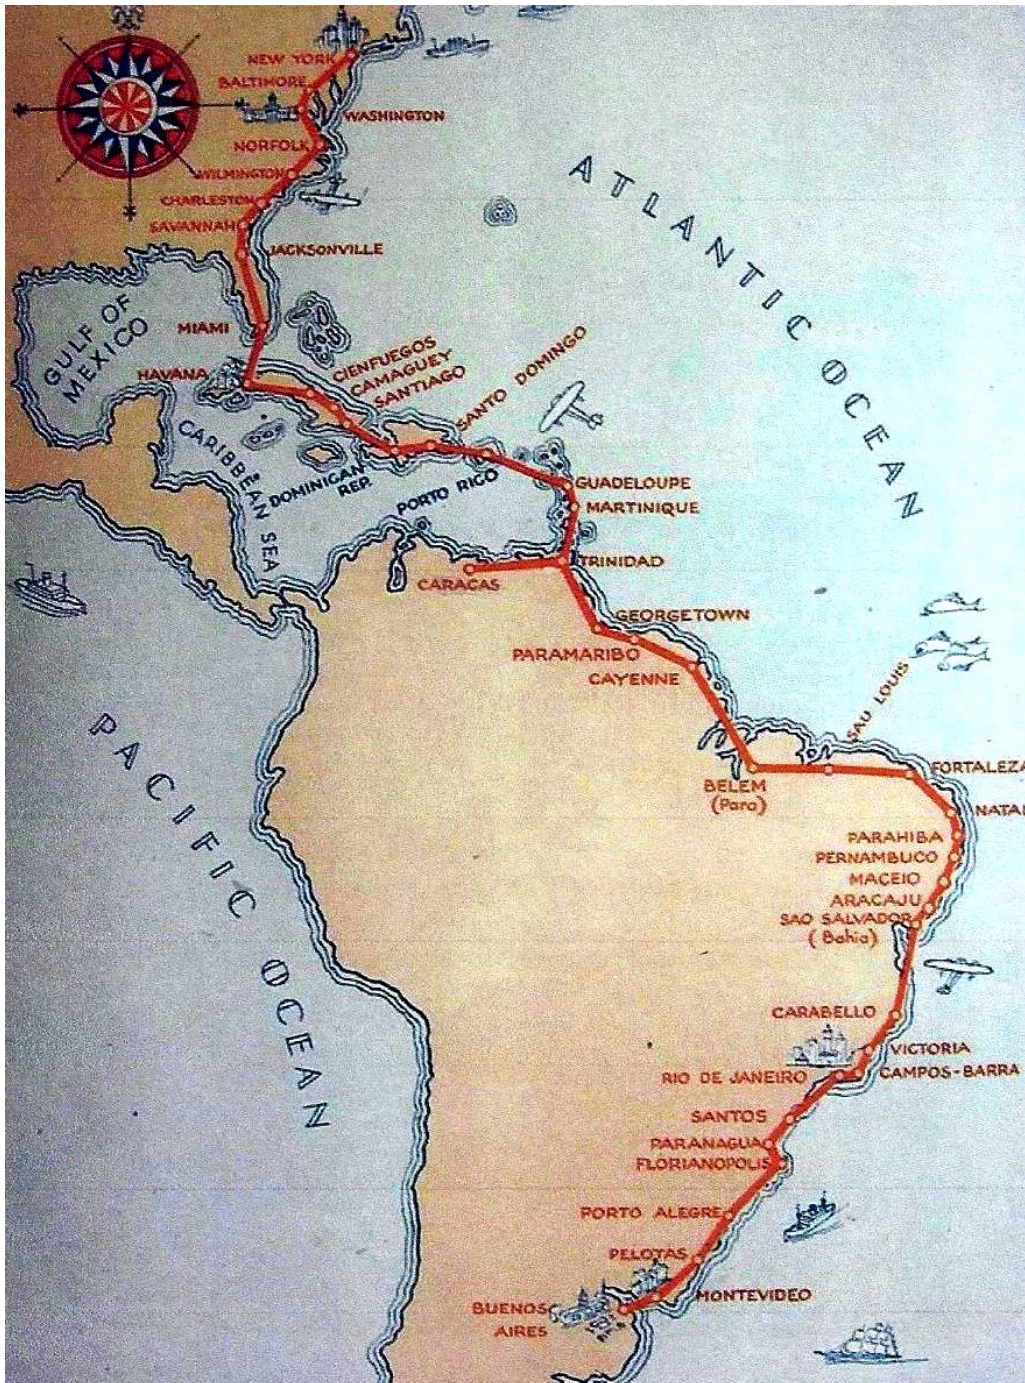 NEW YORK
BALTIMORE
WASHINGTON
NORFOLK
WILMINGTON
CHARLESTON
SAVANNAH
JACKSONVILLE
ATLANTIC OCEAN
GULF OF
MEXICO
MIAMI
HAVANA
CIENFUEGOS
CAMAGUEY
SANTIAGO
SANTO DOMINGO
CARIBBEAN SEA
DOMINICAN
REP.
PORTO RICO
GUADELOUPE
MARTINIQUE
TRINIDAD
CARACAS
GEORGETOWN
PARAMARIBO
CAYENNE
SAU LOUIS
PACIFIC OCEAN
BELEM
(Para)
FORTALEZA
NATAL
PARAHIBA
PERNAMBUCO
MAÇEIO
ARACAJU
SAO SALVADOR
(Bahia)
CARABELLO
VICTORIA
CAMPOS-BARRA
RIO DE JANEIRO
SANTOS
PARANAGUA
FLORIANOPOLIS
PORTO ALEGRE
PELOTAS
MONTEVIDEO
BUENOS
AIRES